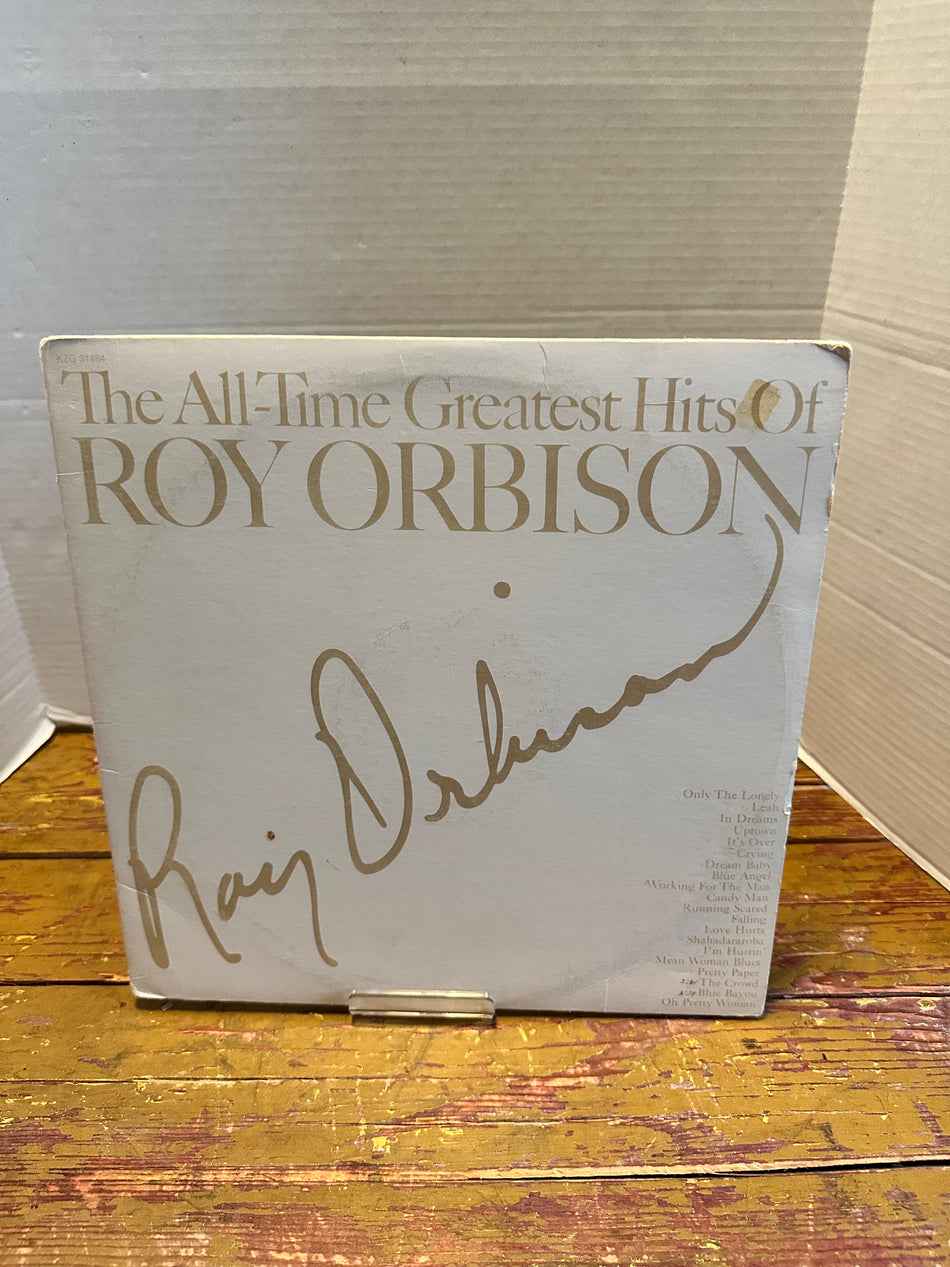 KZG 31484
The All-Time Greatest Hits Of
ROY ORBISON
Roy Orbison
Only The Lonely
Leah
In Dreams
Uptown
It's Over
Crying
Dream Baby
Blue Angel
Working For The Man
Candy Man
Running Scared
Falling
Love Hurts
Shahadararoba
I'm Hurtin'
Mean Woman Blues
Pretty Paper
The Crowd
Blue Bayou
Oh Pretty Woman